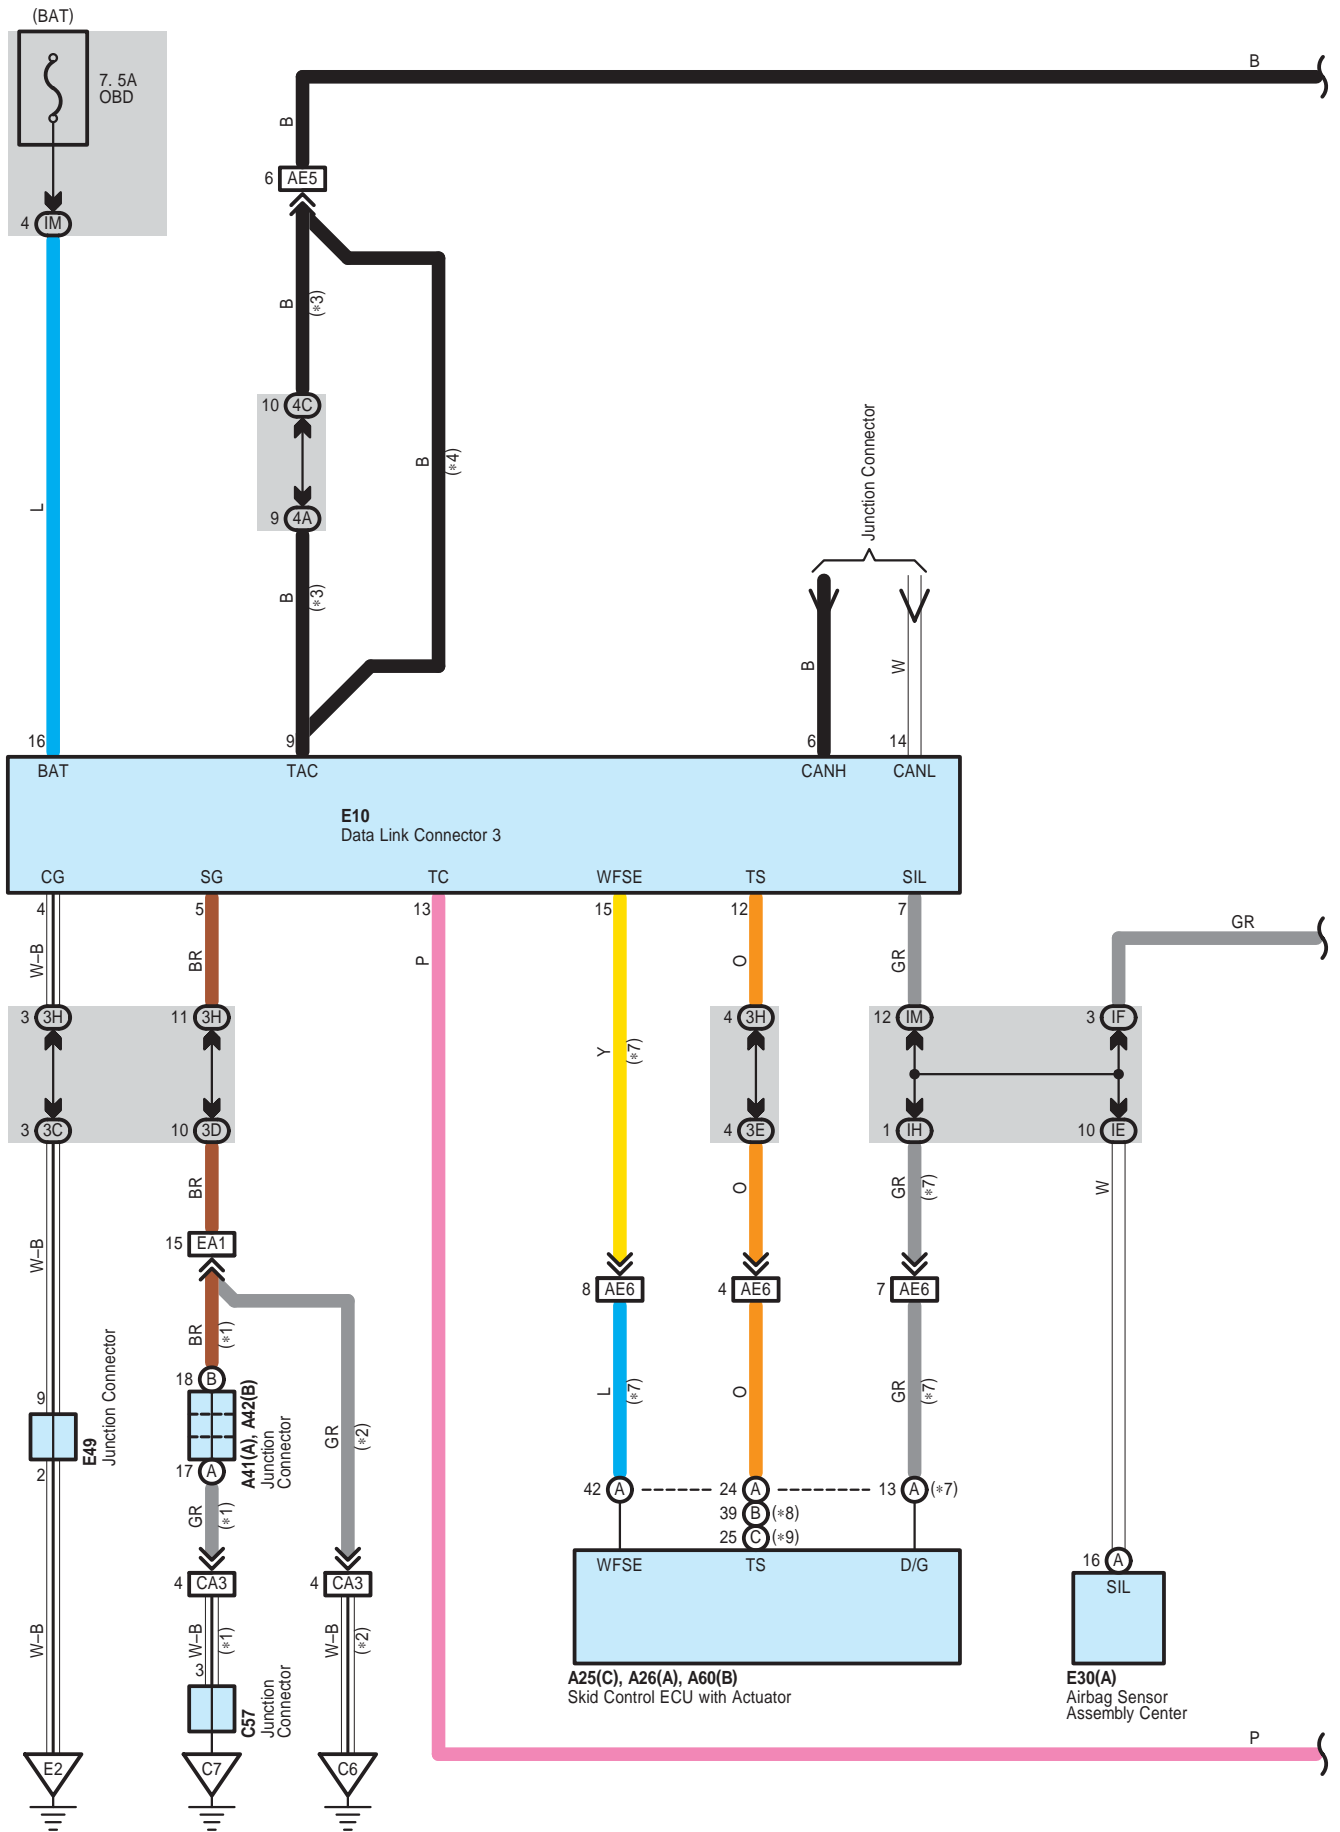 (BAT)
7. 5A
OBD
4 IM
L
B
B
6 AE5
B
(*3)
10 4C
9 4A
B
(*3)
B
(*4)
Junction Connector
B
W
16
9
6
14
BAT
TAC
CANH
CANL
E10
Data Link Connector 3
CG
SG
TC
WFSE
TS
SIL
4
5
13
15
12
7
W–B
BR
P
Y
(*7)
O
GR
GR
3 3H
11 3H
4 3H
12 IM
3 IF
3 3C
10 3D
4 3E
1 IH
10 IE
W–B
BR
O
GR
(*7)
W
15 EA1
8 AE6
4 AE6
7 AE6
BR
(*1)
GR
(*2)
L
(*7)
O
GR
(*7)
9
E49
Junction Connector
2
18 B
A41(A), A42(B)
Junction
Connector
17 A
GR
(*1)
42 A
24 A
13 A (*7)
39 B (*8)
25 C (*9)
WFSE
TS
D/G
A25(C), A26(A), A60(B)
Skid Control ECU with Actuator
16 A
SIL
E30(A)
Airbag Sensor
Assembly Center
4 CA3
4 CA3
W–B
W–B
(*1)
W–B
(*2)
3
C57
Junction
Connector
P
E2
C7
C6